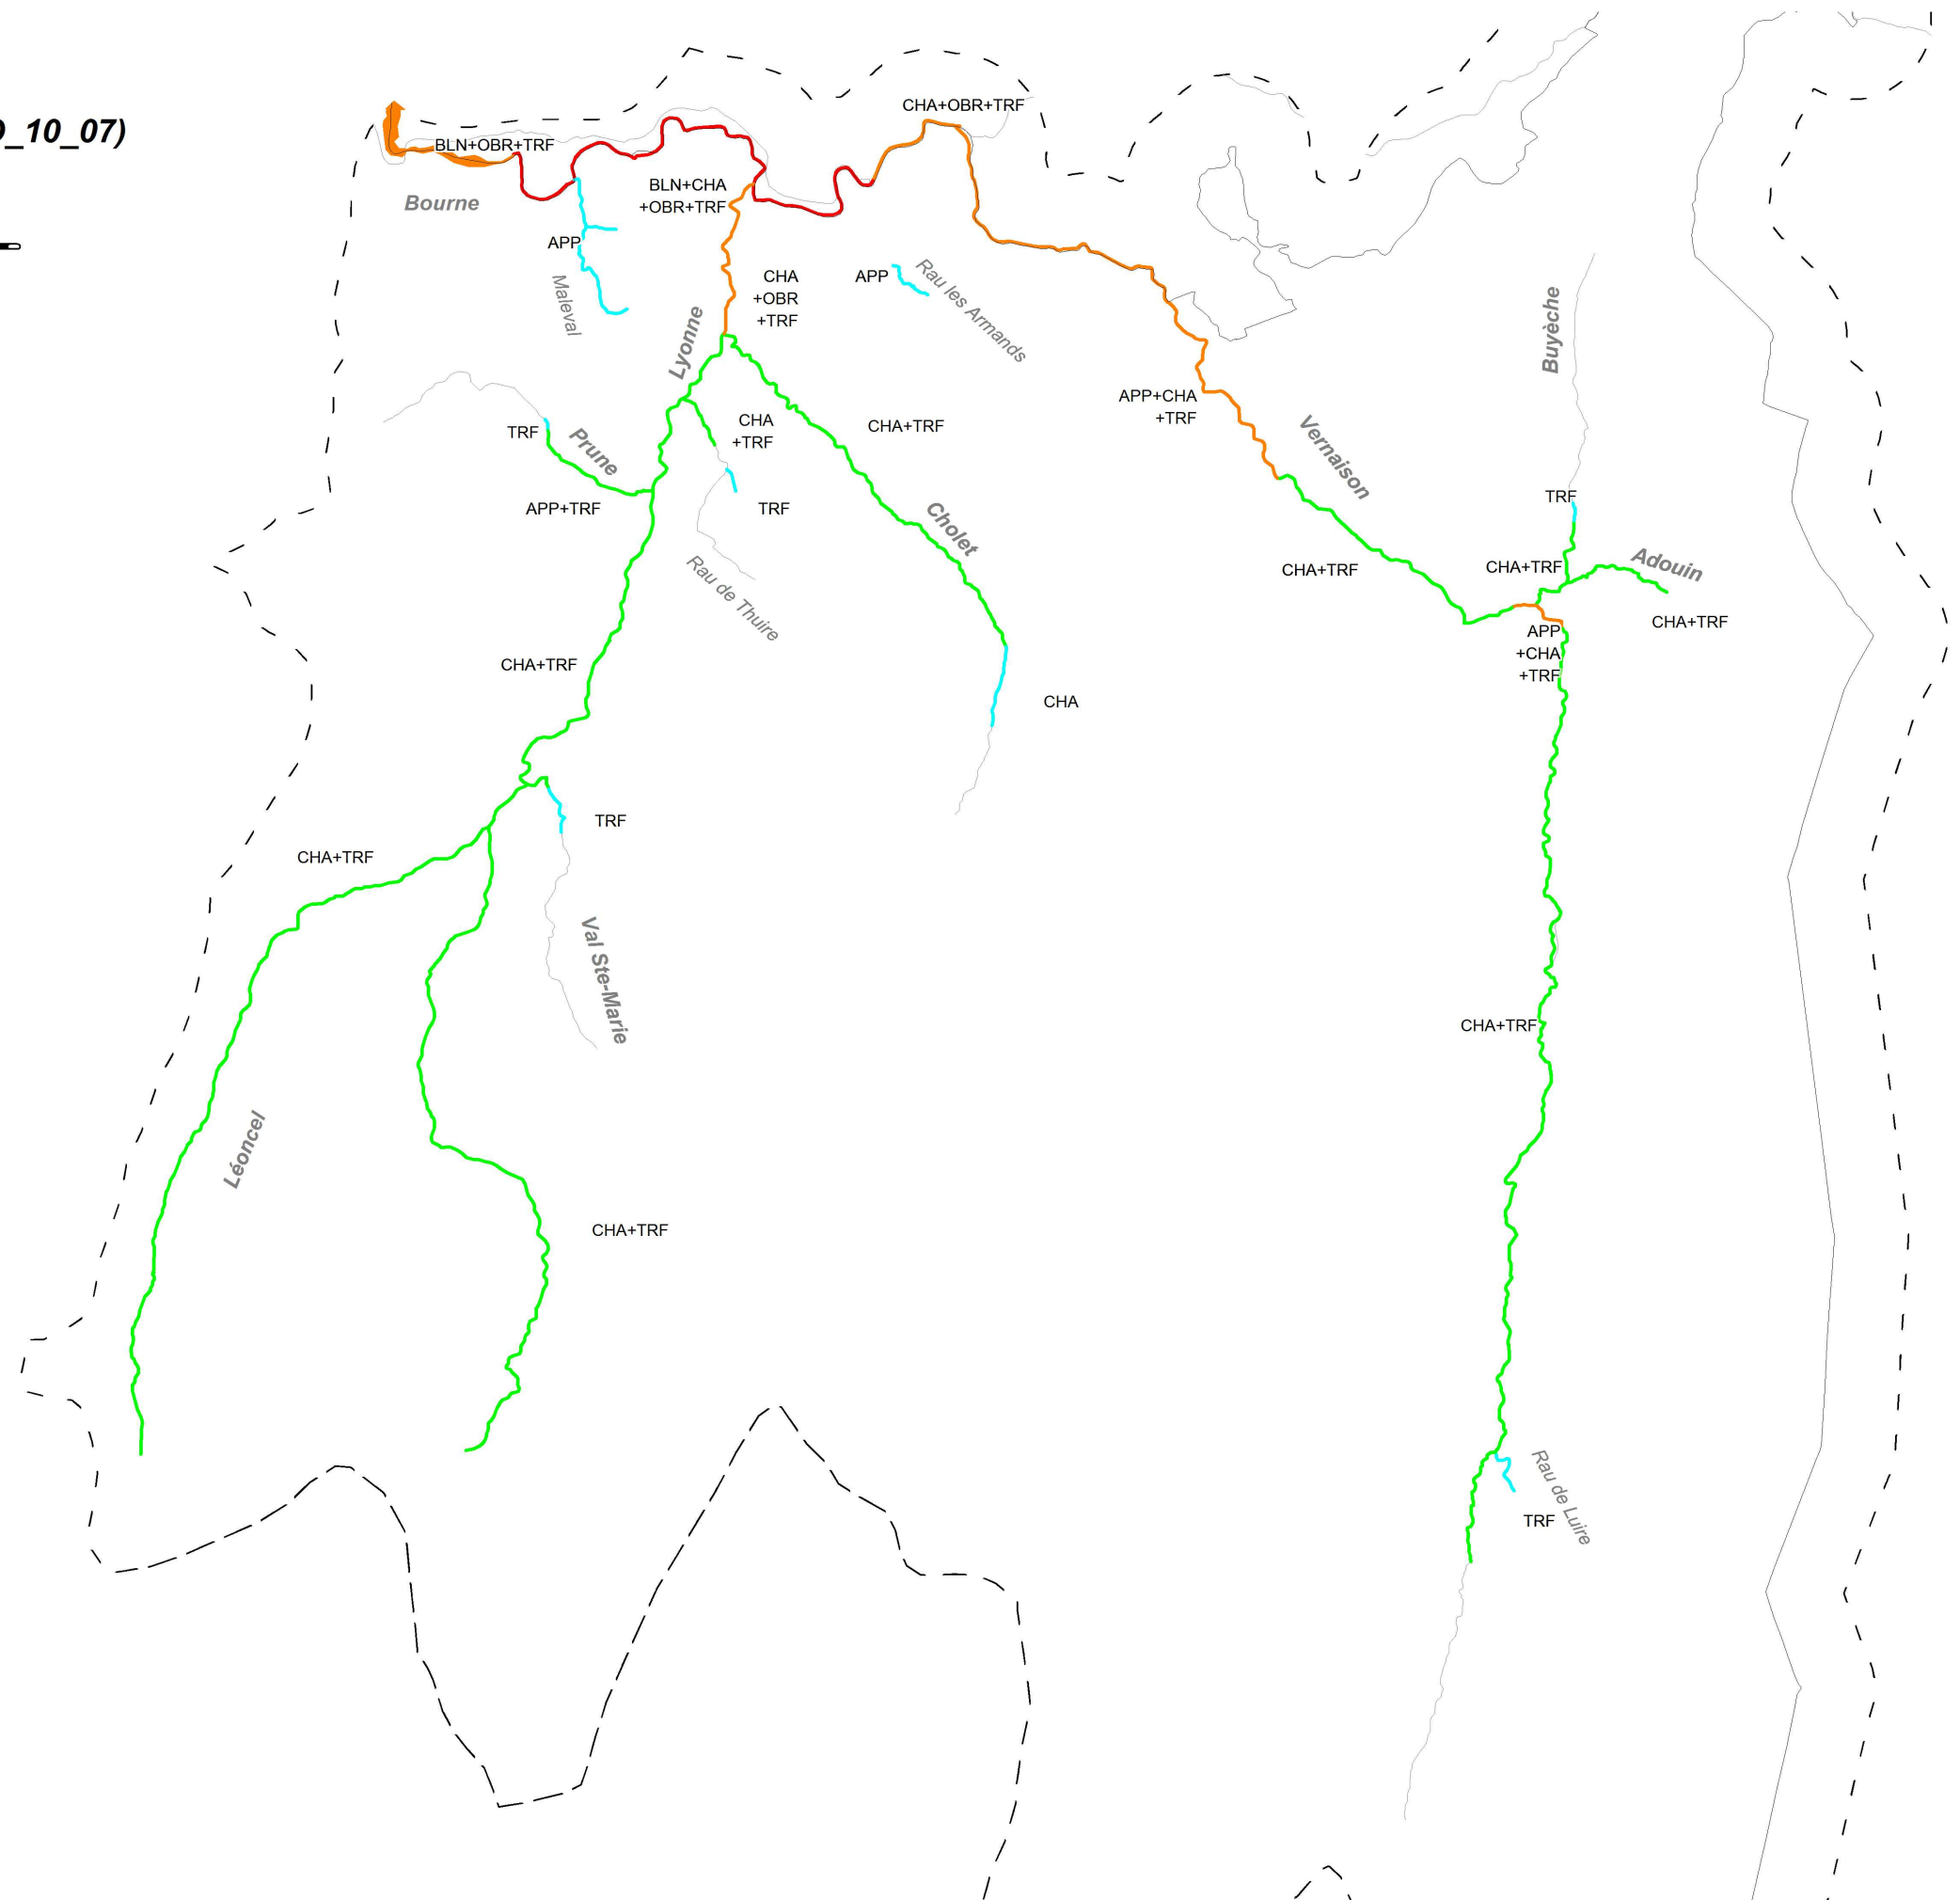 _10_07)
CHA+OBR+TRF
BLN+OBR+TRF
Bourne
BLN+CHA
+OBR+TRF
APP
Maleval
CHA
+OBR
+TRF
APP
Rau les Armands
Lyonne
Buyèche
APP+CHA
+TRF
TRF
Prune
CHA
+TRF
CHA+TRF
Vernaison
APP+TRF
TRF
Cholet
TRF
Rau de Thuire
CHA+TRF
CHA+TRF
Adouin
CHA+TRF
APP
+CHA
+TRF
CHA+TRF
CHA
TRF
CHA+TRF
Val Ste-Marie
CHA+TRF
Léoncel
CHA+TRF
Rau de Luire
TRF